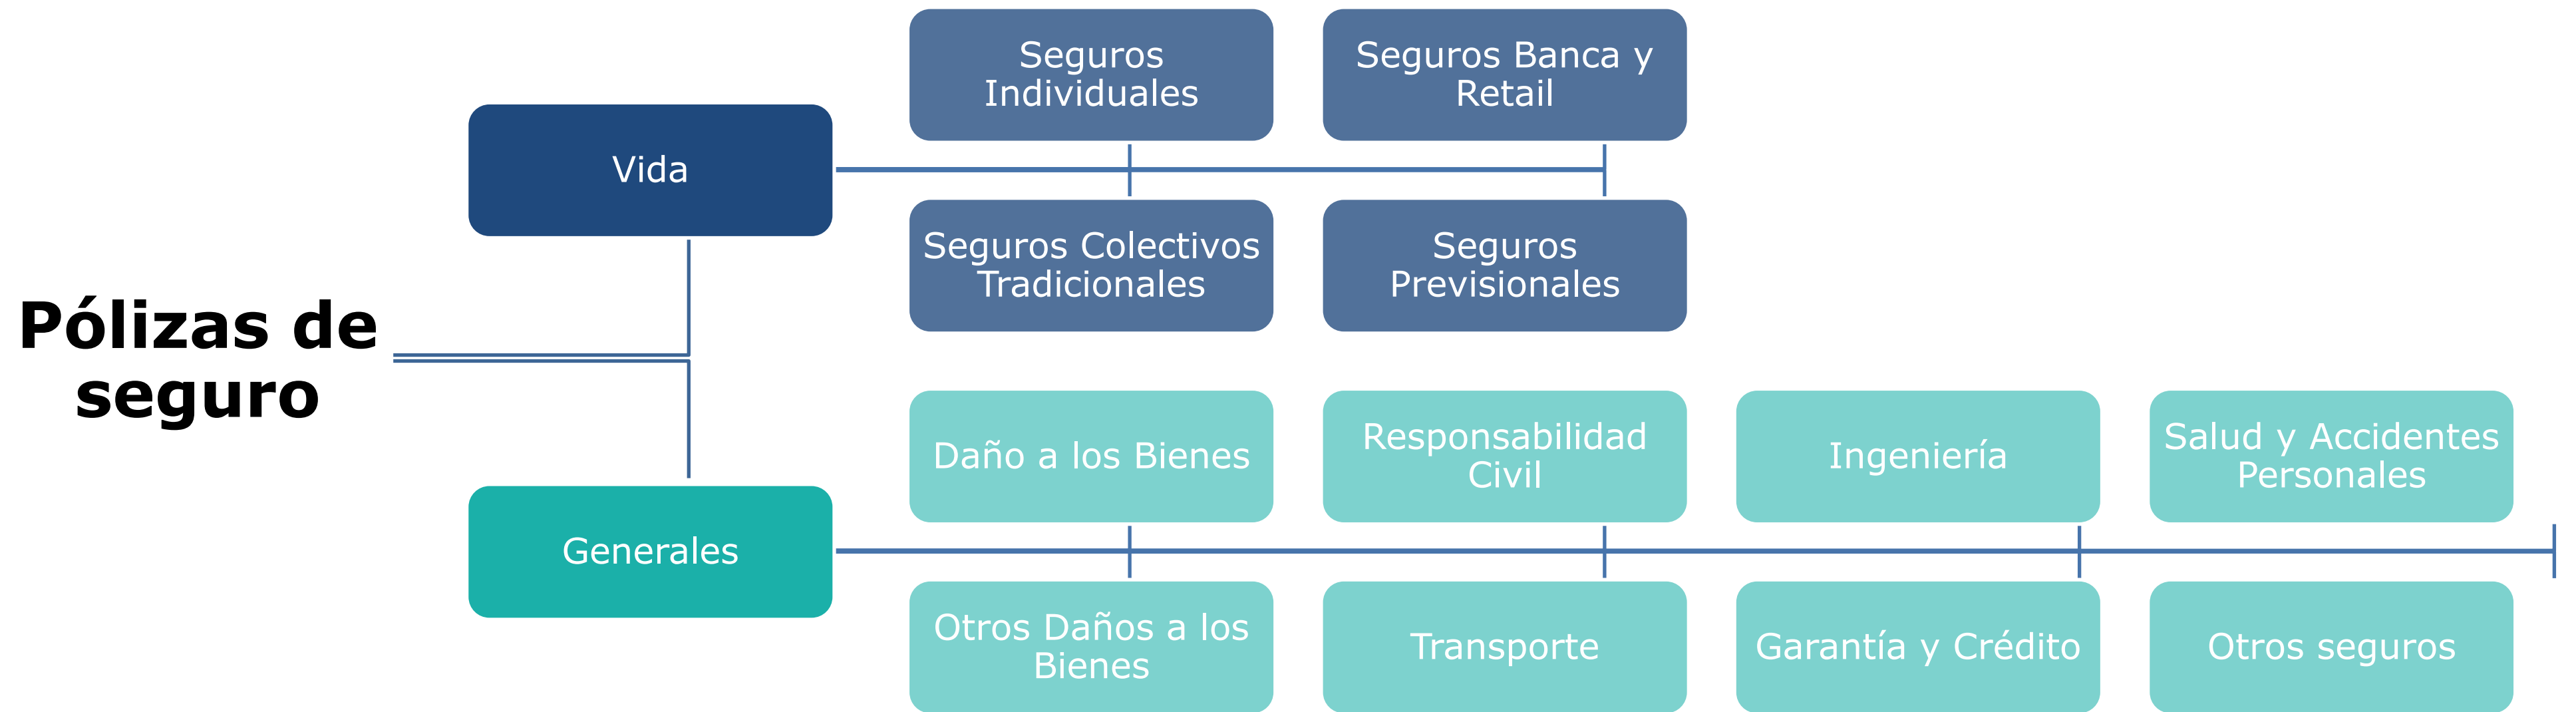 Pólizas de
seguro
Vida
Seguros
Individuales
Seguros Banca y
Retail
Seguros Colectivos
Tradicionales
Seguros
Previsionales
Generales
Daño a los Bienes
Responsabilidad
Civil
Ingeniería
Salud y Accidentes
Personales
Otros Daños a los
Bienes
Transporte
Garantía y Crédito
Otros seguros